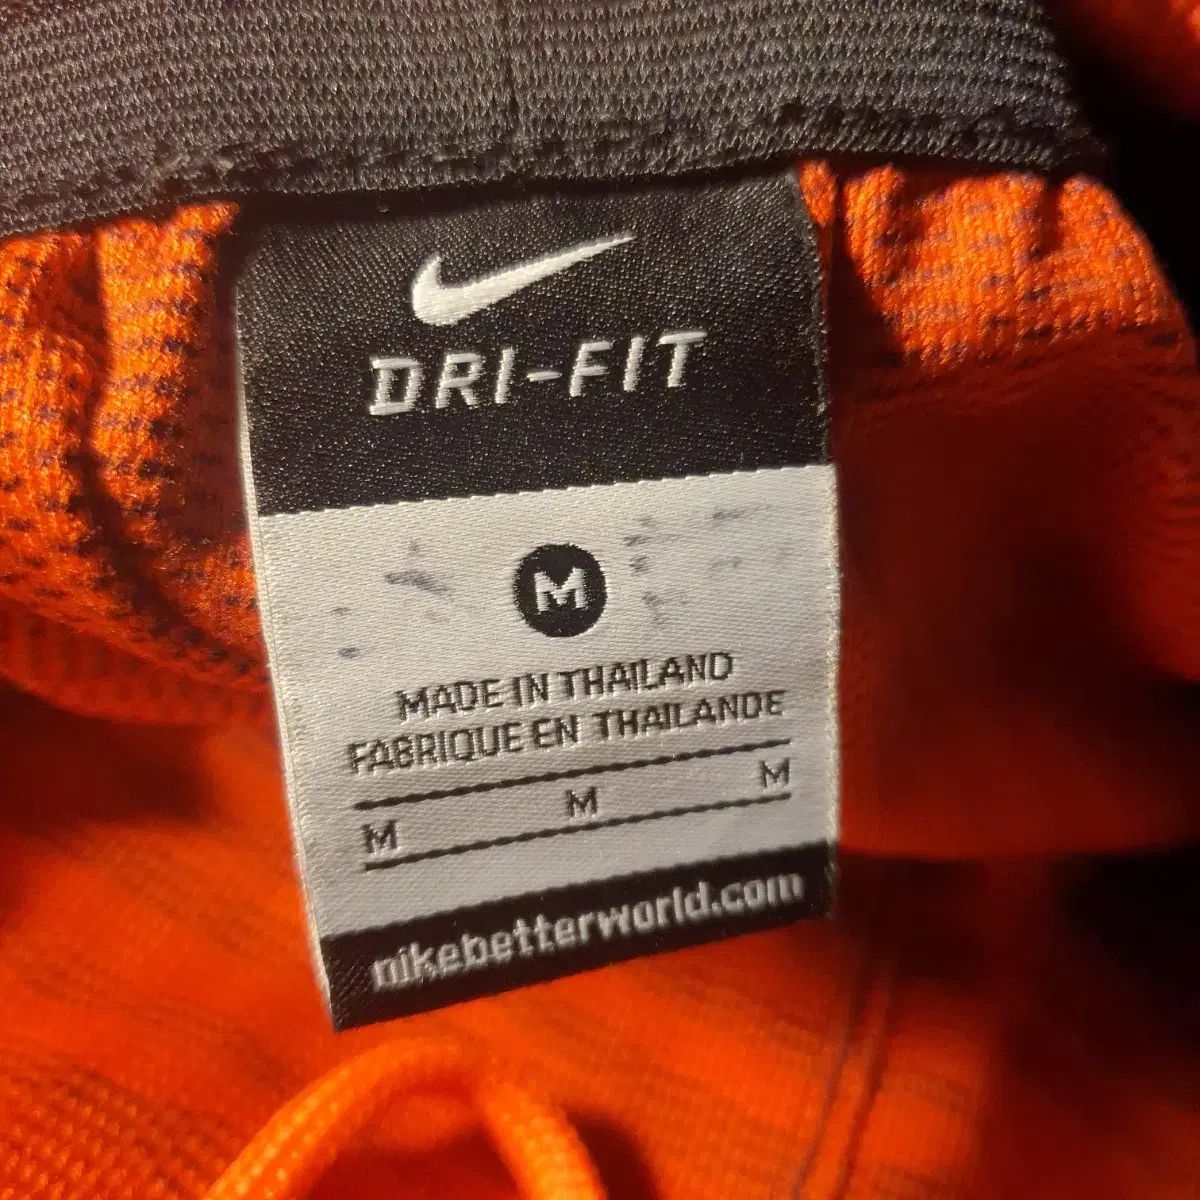 DRI-FIT
M
MADE IN THAILAND
FABRIQUE EN THAILANDE
M M M
nikebetterworld.com